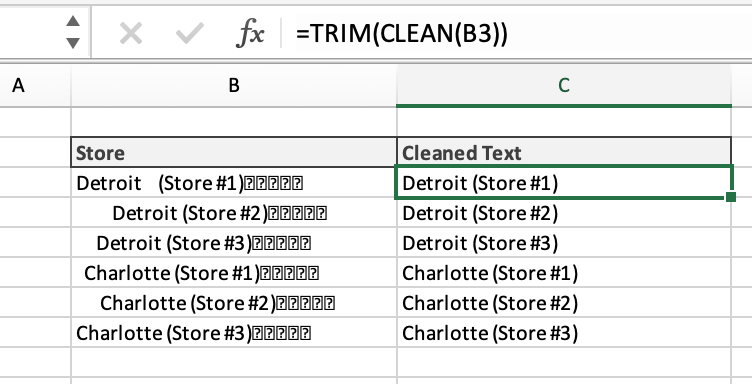 fx =TRIM(CLEAN(B3))
A B C
Store Cleaned Text
Detroit    (Store #1)⍰⍰⍰⍰⍰ Detroit (Store #1)
Detroit (Store #2)⍰⍰⍰⍰⍰ Detroit (Store #2)
Detroit (Store #3)⍰⍰⍰⍰⍰ Detroit (Store #3)
Charlotte (Store #1)⍰⍰⍰⍰⍰ Charlotte (Store #1)
Charlotte (Store #2)⍰⍰⍰⍰⍰ Charlotte (Store #2)
Charlotte (Store #3)⍰⍰⍰⍰⍰ Charlotte (Store #3)